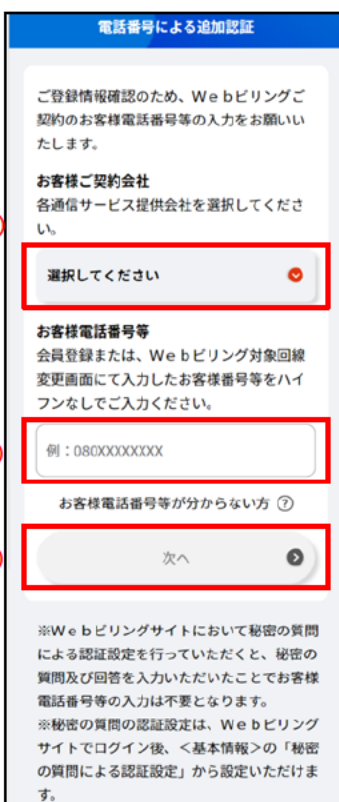 電話番号による追加認証
ご登録情報確認のため、Ｗｅｂビリングご
契約のお客様電話番号等の入力をお願いい
たします。
お客様ご契約会社
各通信サービス提供会社を選択してくださ
い。
選択してください
お客様電話番号等
会員登録または、Ｗｅｂビリング対象回線
変更画面にて入力したお客様番号等をハイ
フンなしでご入力ください。
例：080XXXXXXXX
お客様電話番号等が分からない方 ?
次へ
※Ｗｅｂビリングサイトにおいて秘密の質問
による認証設定を行っていただくと、秘密の
質問及び回答を入力いただいたことでお客様
電話番号等の入力は不要となります。
※秘密の質問の認証設定は、Ｗｅｂビリング
サイトでログイン後、＜基本情報＞の「秘密
の質問による認証設定」から設定いただけま
す。